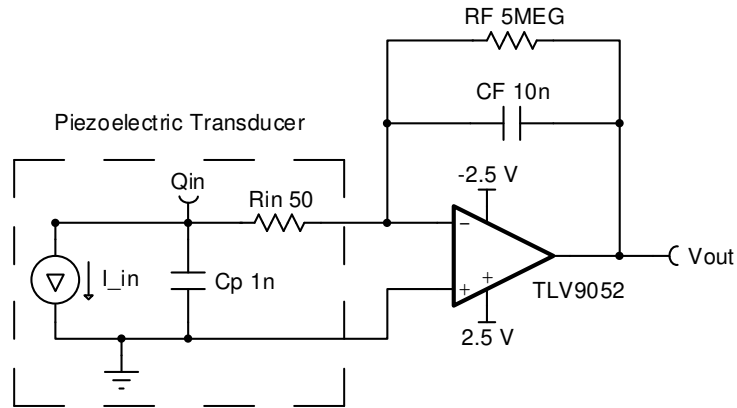 RF 5MEG
CF 10n
Piezoelectric Transducer
Qin
Rin 50
-2.5 V
I_in
Cp 1n
Vout
TLV9052
2.5 V